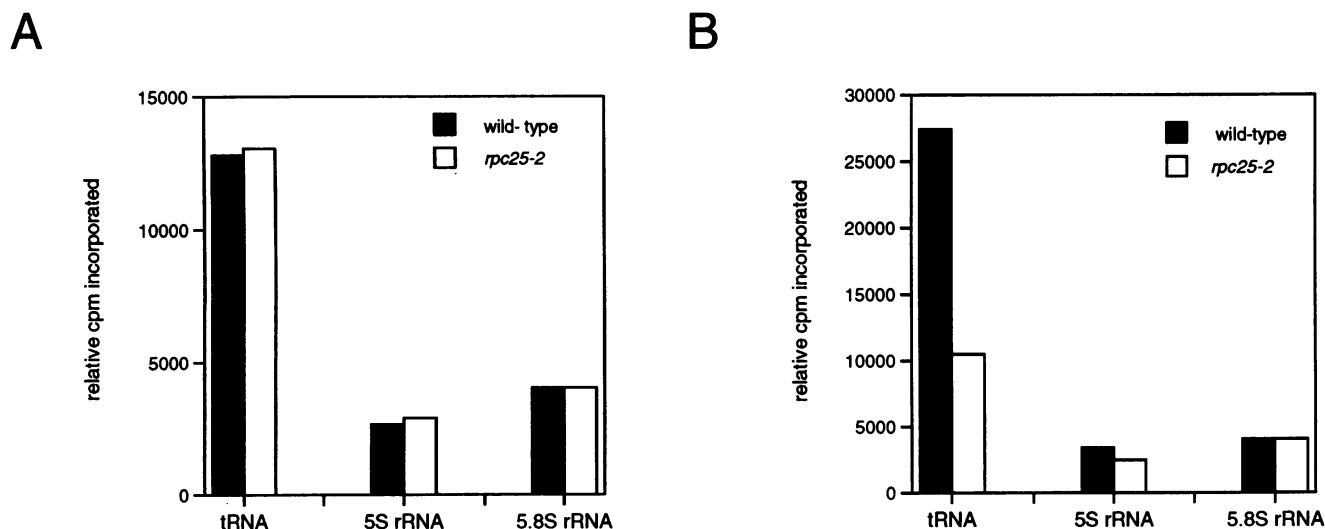 A
relative cpm incorporated
15000
10000
5000
0
wild- type
rpc25-2
tRNA
5S rRNA
5.8S rRNA
B
relative cpm incorporated
30000
25000
20000
15000
10000
5000
0
wild-type
rpc25-2
tRNA
5S rRNA
5.8S rRNA